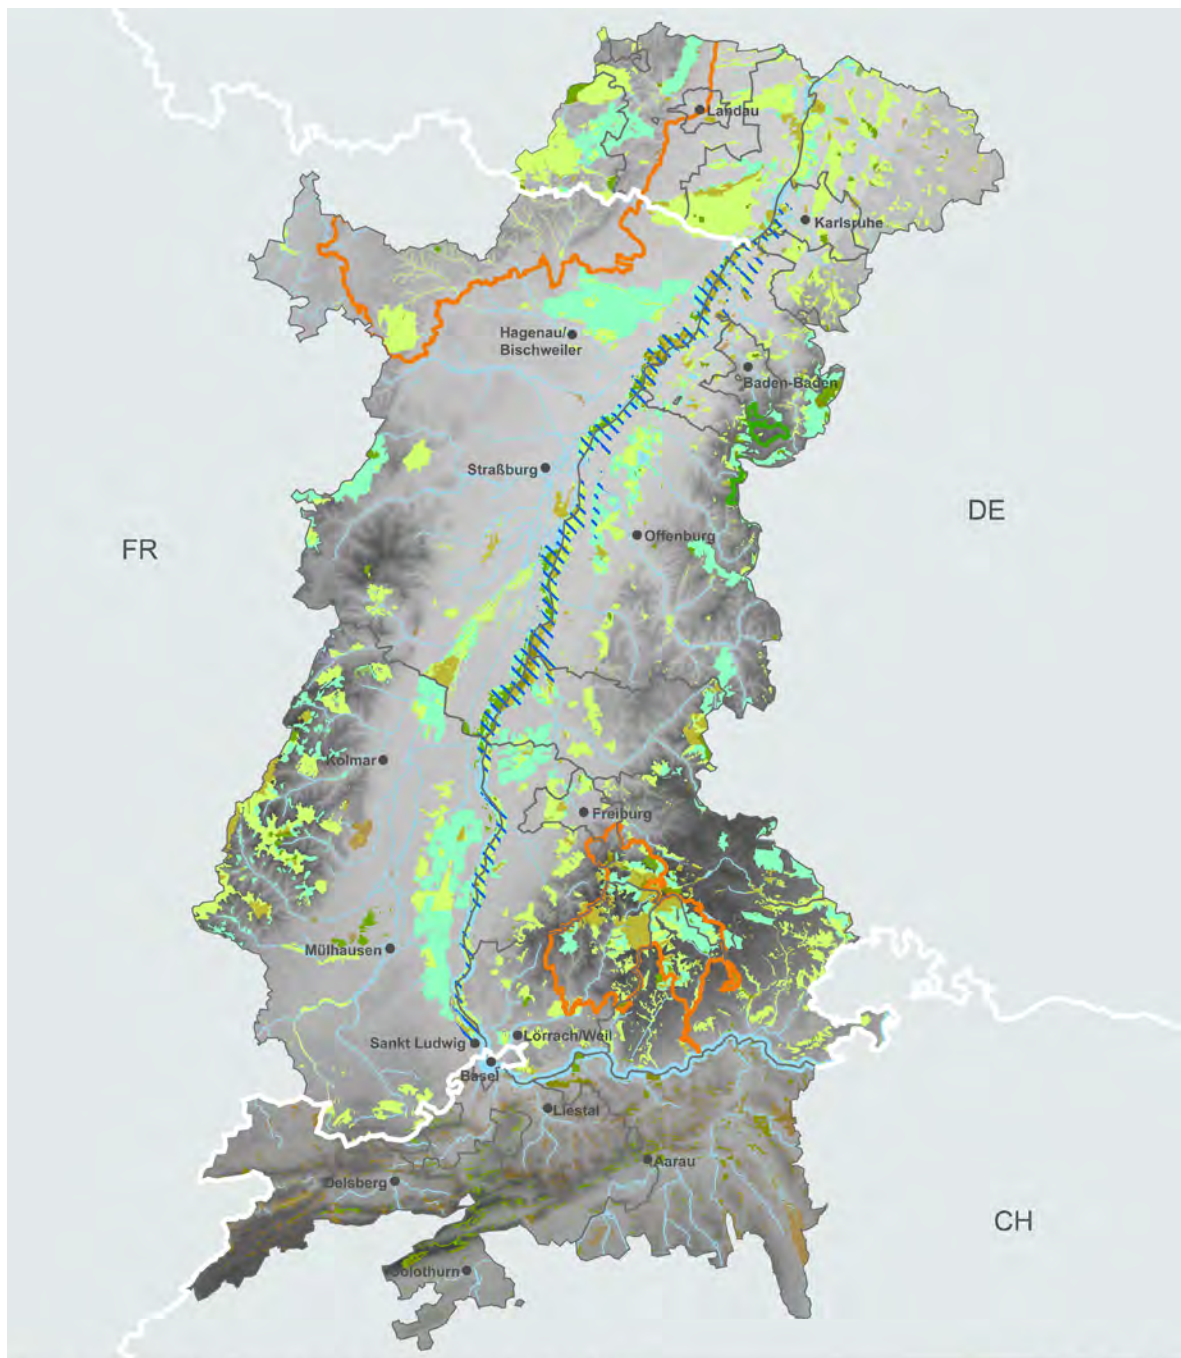 Landau
Karlsruhe
Hagenau/
Bischweiler
Baden-Baden
Straßburg
DE
Offenburg
FR
Kolmar
Freiburg
Mülhausen
Sankt Ludwig
Lörrach/Weil
Basel
Liestal
Aarau
Delsberg
CH
Solothurn